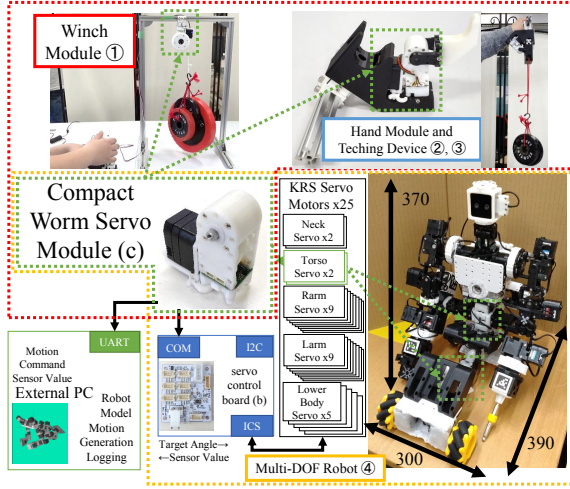 Winch
Module ①
Hand Module and
Teching Device ②, ③
Compact
Worm Servo
Module (c)
KRS Servo
Motors x25
Neck
Servo x2
Torso
Servo x2
Rarm
Servo x9
Larm
Servo x9
Lower
Body
Servo x5
370
390
300
UART
Motion
Command
Sensor Value
External PC
Robot
Model
Motion
Generation
Logging
COM
I2C
servo
control
board (b)
ICS
Target Angle→
←Sensor Value
Multi-DOF Robot ④